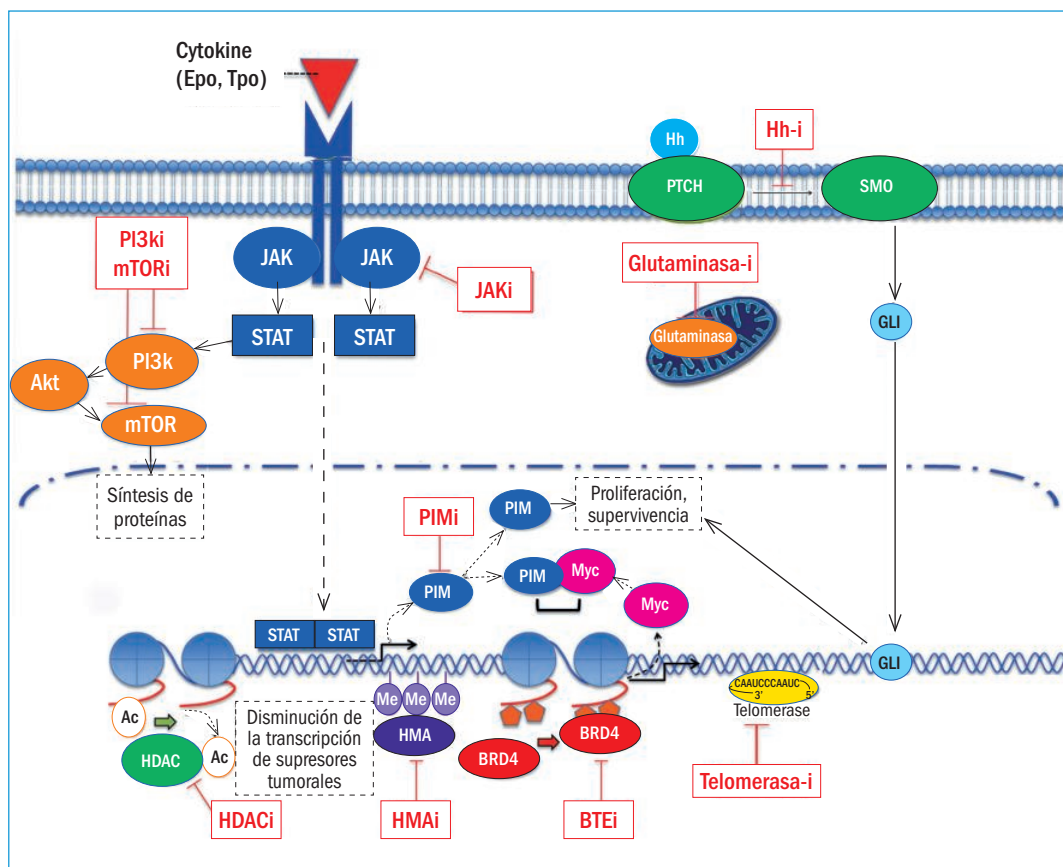 Cytokine
(Epo, Tpo)
Hh-i
Hh
PTCH
SMO
PI3ki
mTORi
JAK
JAK
JAKi
Glutaminasa-i
STAT
STAT
Glutaminasa
GLI
PI3k
Akt
mTOR
Síntesis de
proteínas
PIMi
PIM
Proliferación,
supervivencia
PIM
PIM
Myc
Myc
STAT
STAT
GLI
CAAUCCCAAUC
3'
5'
Telomerase
Me
Me
Me
Ac
HDAC
Ac
Disminución de
la transcripción
de supresores
tumorales
HMA
BRD4
BRD4
HDACi
HMAi
BTEi
Telomerasa-i